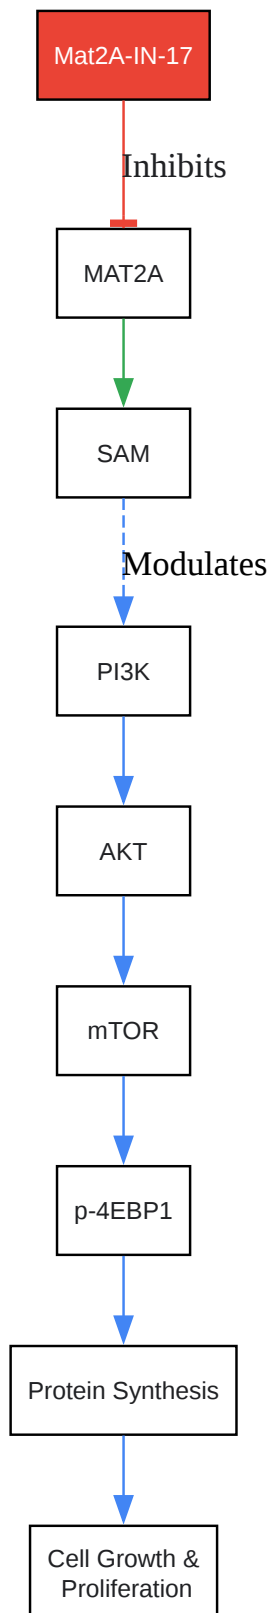 Mat2A-IN-17
Inhibits
MAT2A
SAM
Modulates
PI3K
AKT
mTOR
p-4EBP1
Protein Synthesis
Cell Growth &
Proliferation